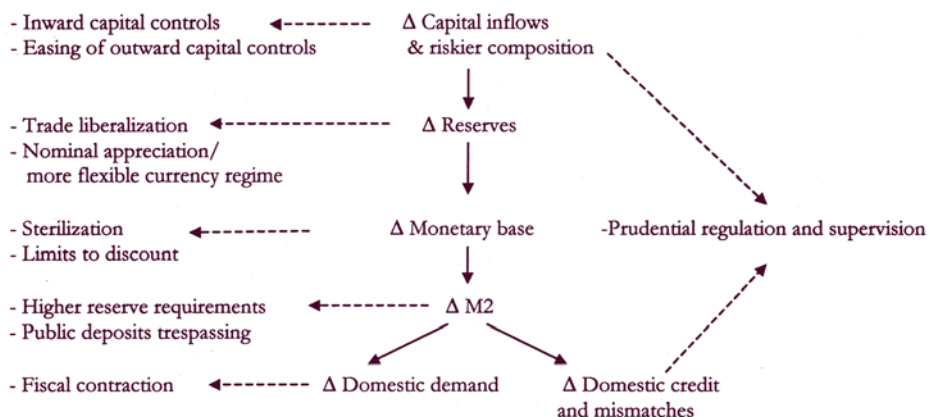 - Inward capital controls
- Easing of outward capital controls
Δ Capital inflows
& riskier composition
- Trade liberalization
- Nominal appreciation/
more flexible currency regime
Δ Reserves
- Sterilization
- Limits to discount
Δ Monetary base
-Prudential regulation and supervision
- Higher reserve requirements
- Public deposits trespassing
Δ M2
- Fiscal contraction
Δ Domestic demand
Δ Domestic credit
and mismatches